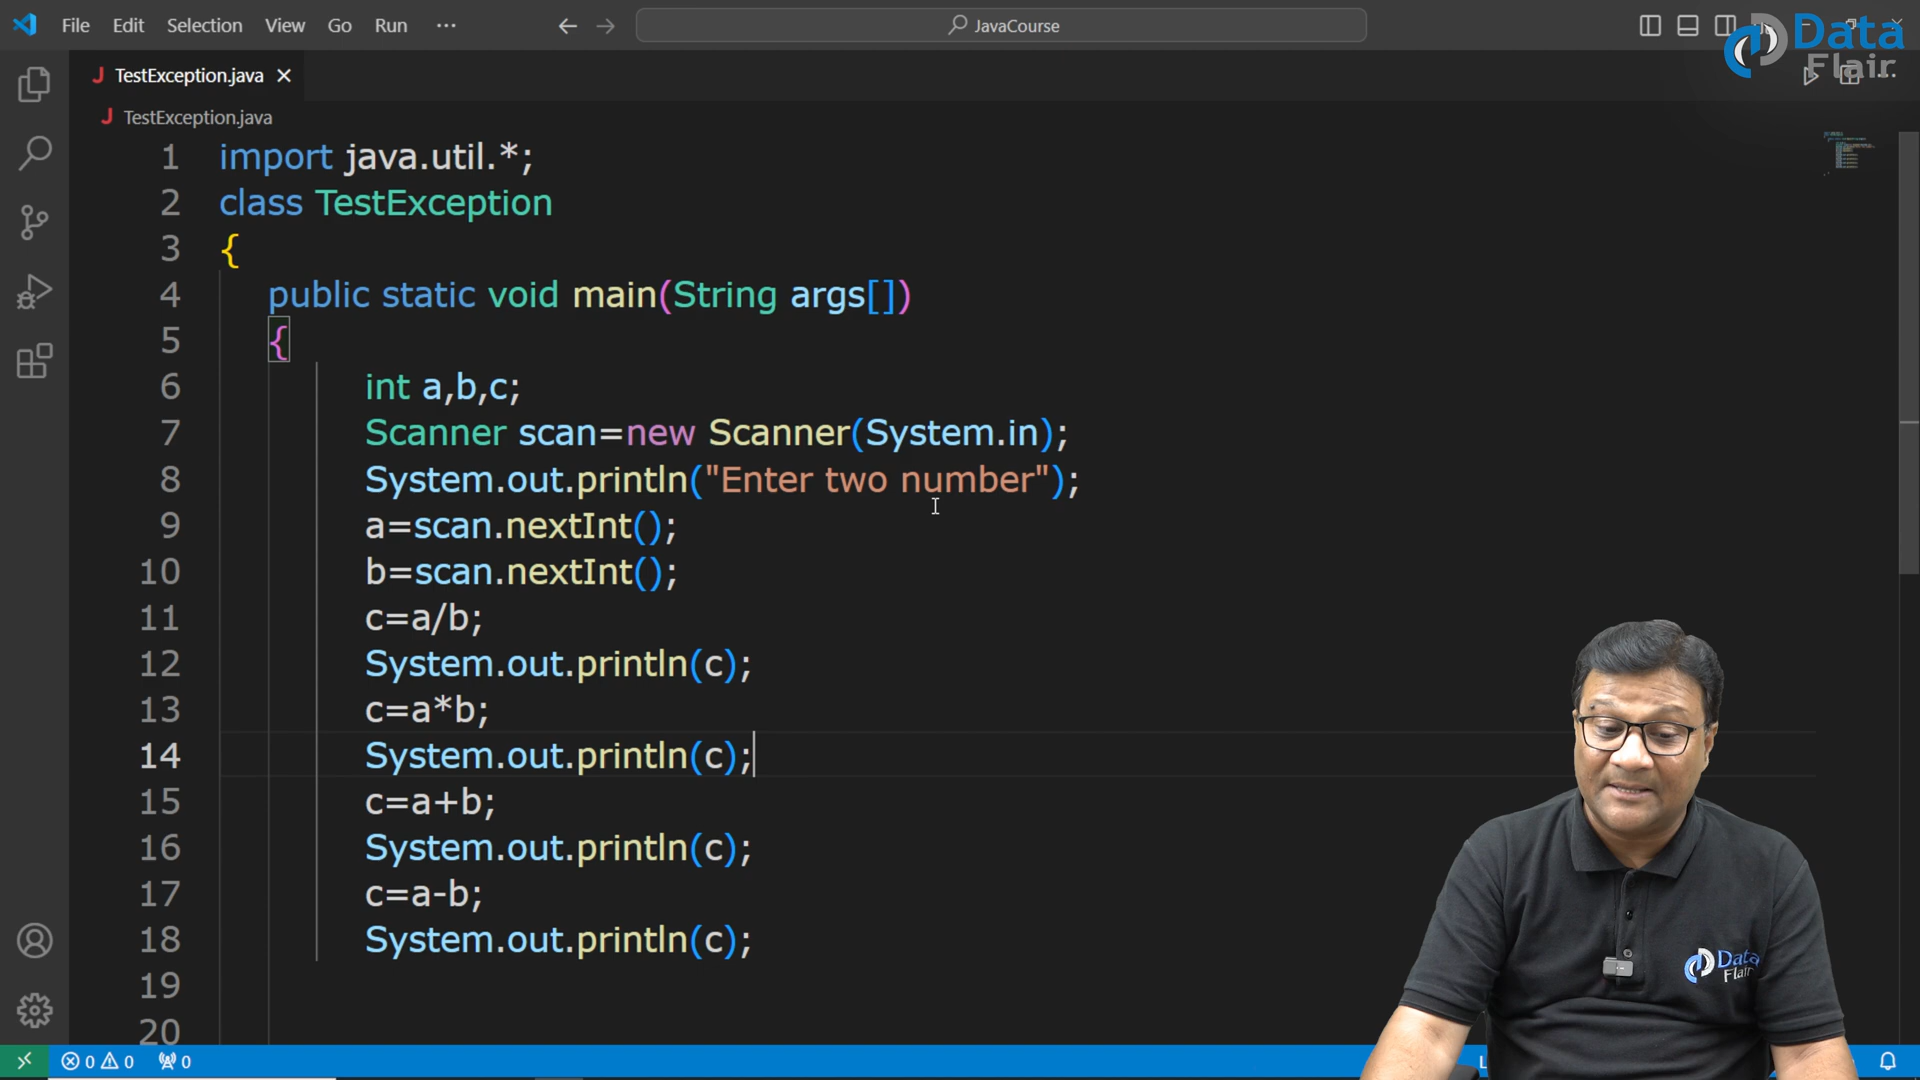 File Edit Selection View Go Run ···
JavaCourse
Data
Flair
TestException.java
TestException.java
1 import java.util.*;
2 class TestException
3 {
4 public static void main(String args[])
5 {
6 int a,b,c;
7 Scanner scan=new Scanner(System.in);
8 System.out.println("Enter two number");
9 a=scan.nextInt();
10 b=scan.nextInt();
11 c=a/b;
12 System.out.println(c);
13 c=a*b;
14 System.out.println(c);
15 c=a+b;
16 System.out.println(c);
17 c=a-b;
18 System.out.println(c);
19
20
Data
Flair
0 0 0